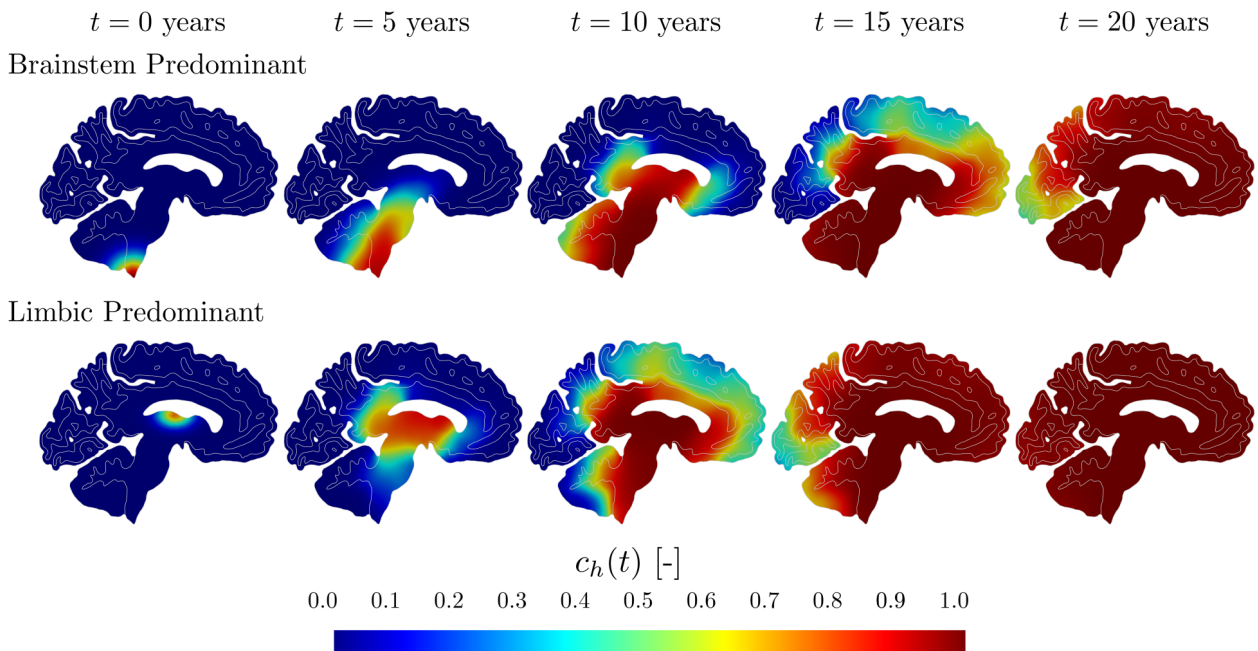 t = 0 years t = 5 years t = 10 years t = 15 years t = 20 years
Brainstem Predominant
Limbic Predominant
c_h(t) [-]
0.0 0.1 0.2 0.3 0.4 0.5 0.6 0.7 0.8 0.9 1.0